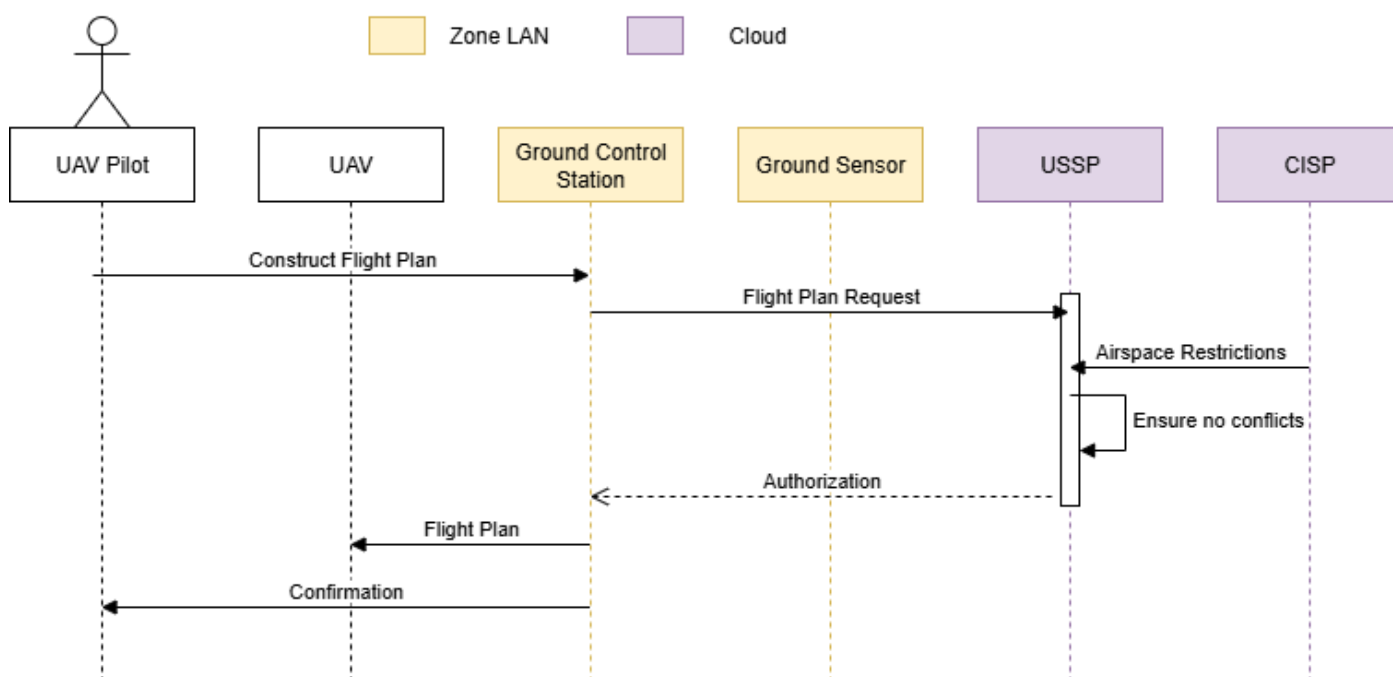 Zone LAN
Cloud
UAV Pilot
UAV
Ground Control
Station
Ground Sensor
USSP
CISP
Construct Flight Plan
Flight Plan Request
Airspace Restrictions
Ensure no conflicts
Authorization
Flight Plan
Confirmation